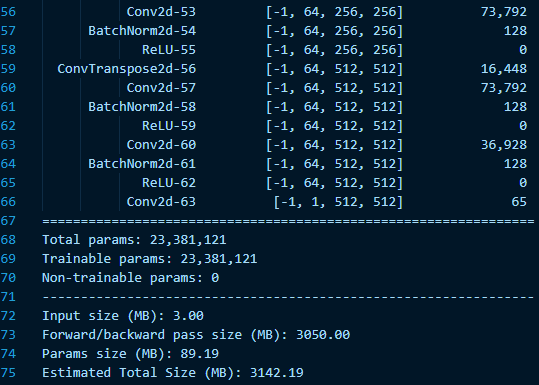 56 Conv2d-53 [-1, 64, 256, 256] 73,792
57 BatchNorm2d-54 [-1, 64, 256, 256] 128
58 ReLU-55 [-1, 64, 256, 256] 0
59 ConvTranspose2d-56 [-1, 64, 512, 512] 16,448
60 Conv2d-57 [-1, 64, 512, 512] 73,792
61 BatchNorm2d-58 [-1, 64, 512, 512] 128
62 ReLU-59 [-1, 64, 512, 512] 0
63 Conv2d-60 [-1, 64, 512, 512] 36,928
64 BatchNorm2d-61 [-1, 64, 512, 512] 128
65 ReLU-62 [-1, 64, 512, 512] 0
66 Conv2d-63 [-1, 1, 512, 512] 65
67 ================================================================
68 Total params: 23,381,121
69 Trainable params: 23,381,121
70 Non-trainable params: 0
71 ----------------------------------------------------------------
72 Input size (MB): 3.00
73 Forward/backward pass size (MB): 3050.00
74 Params size (MB): 89.19
75 Estimated Total Size (MB): 3142.19